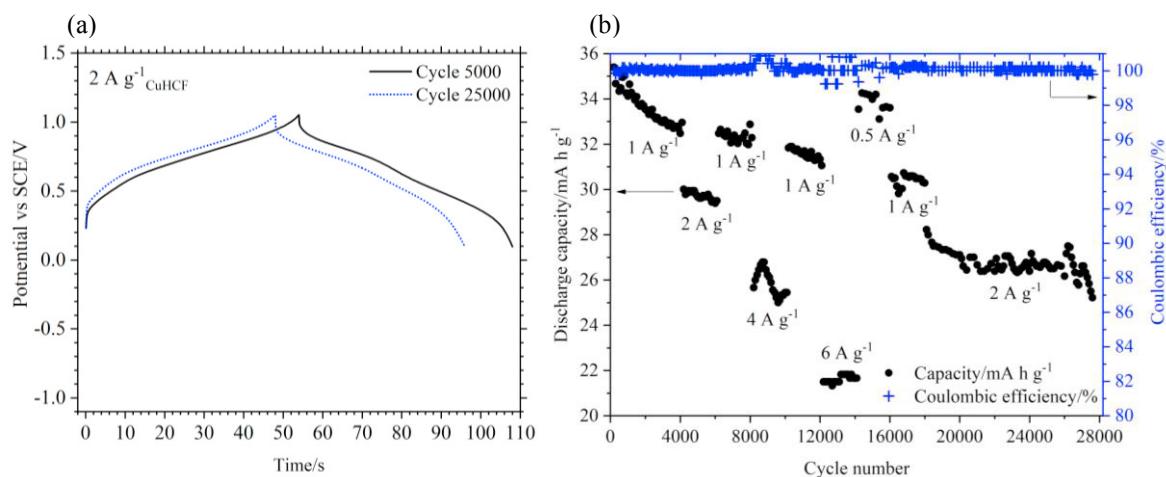 (a)
1.5
1.0
0.5
0.0
-0.5
-1.0
Potnential vs SCE/V
2 A g-1CuHCF
Cycle 5000
Cycle 25000
0 10 20 30 40 50 60 70 80 90 100 110
Time/s
(b)
36
34
32
30
28
26
24
22
20
Discharge capacity/mA h g-1
1 A g-1
2 A g-1
1 A g-1
4 A g-1
1 A g-1
6 A g-1
0.5 A g-1
1 A g-1
2 A g-1
Capacity/mA h g-1
Coulombic efficiency/%
0 4000 8000 12000 16000 20000 24000 28000
Cycle number
100
98
96
94
92
90
88
86
84
82
80
Coulombic efficiency/%